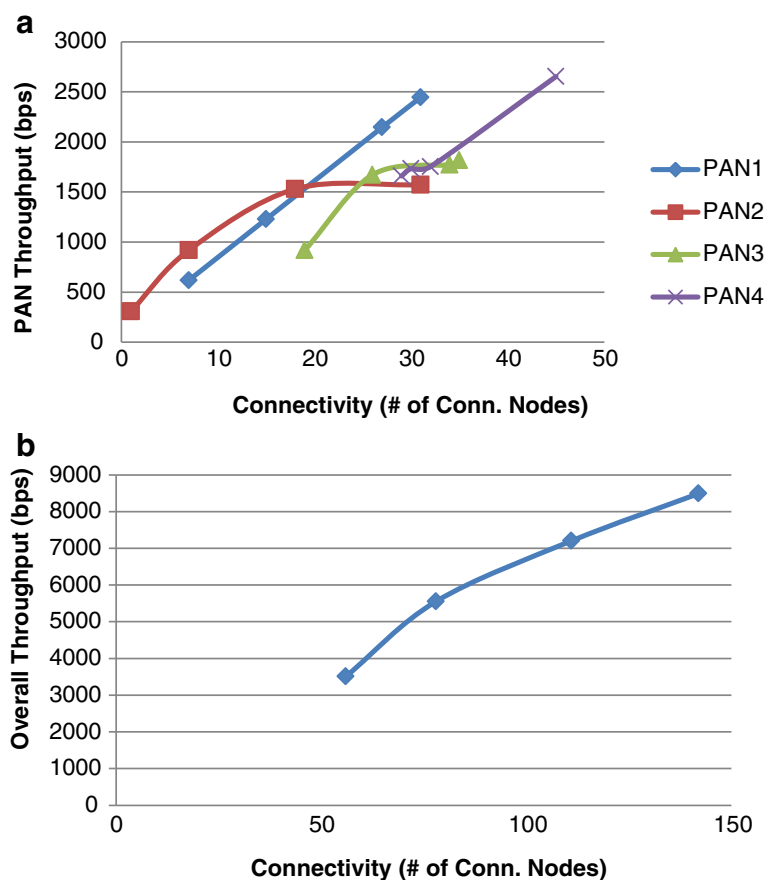 a
PAN Throughput (bps)
3000
2500
2000
1500
1000
500
0
0 10 20 30 40 50
Connectivity (# of Conn. Nodes)
PAN1
PAN2
PAN3
PAN4
b
Overall Throughput (bps)
9000
8000
7000
6000
5000
4000
3000
2000
1000
0
0 50 100 150
Connectivity (# of Conn. Nodes)